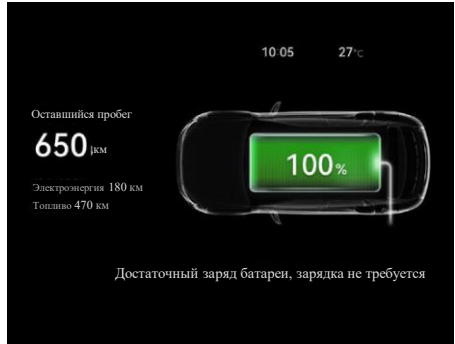 10:05 27°C
Оставшийся пробег
650 км
100%
Электроэнергия 180 км
Топливо 470 км
Достаточный заряд батареи, зарядка не требуется